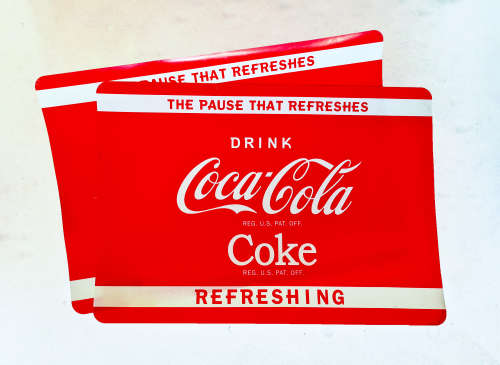 PAUSE THAT REFRESHES
THE PAUSE THAT REFRESHES
DRINK
Coca-Cola
REG. U.S. PAT. OFF.
Coke
REG. U.S. PAT. OFF.
REFRESHING